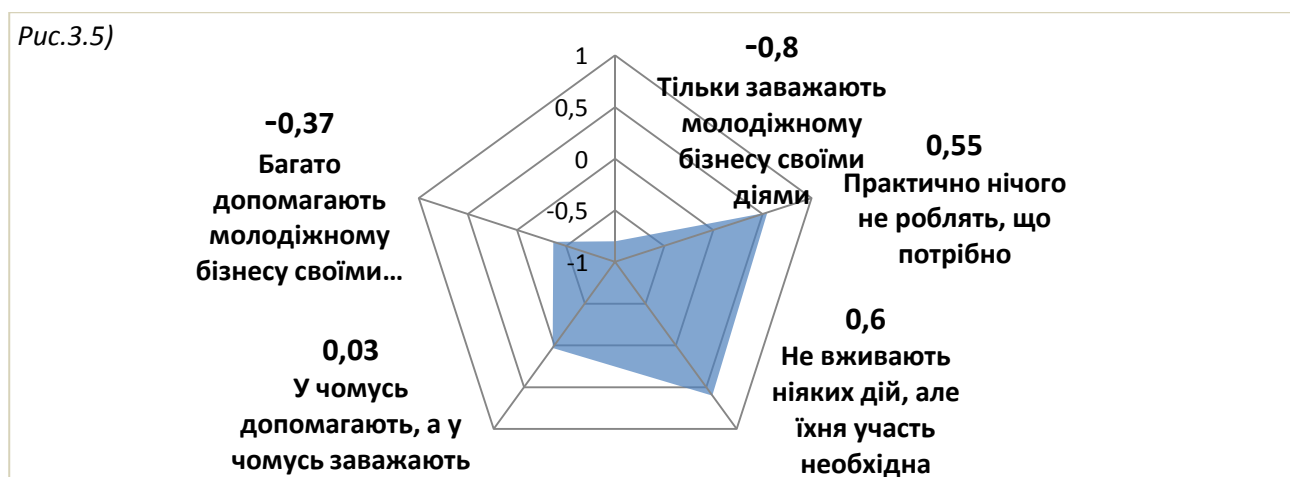 Рис.3.5)
-0,8
Тільки заважають
молодіжному
бізнесу своїми
діями
0,55
Практично нічого
не роблять, що
потрібно
0,6
Не вживають
ніяких дій, але
їхня участь
необхідна
0,03
У чомусь
допомагають, а у
чомусь заважають
-0,37
Багато
допомагають
молодіжному
бізнесу своїми...
1
0,5
0
-0,5
-1